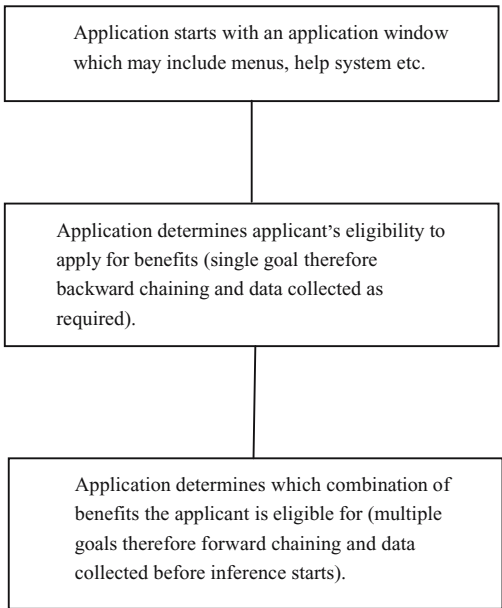 Application starts with an application window
which may include menus, help system etc.
Application determines applicant's eligibility to
apply for benefits (single goal therefore
backward chaining and data collected as
required).
Application determines which combination of
benefits the applicant is eligible for (multiple
goals therefore forward chaining and data
collected before inference starts).